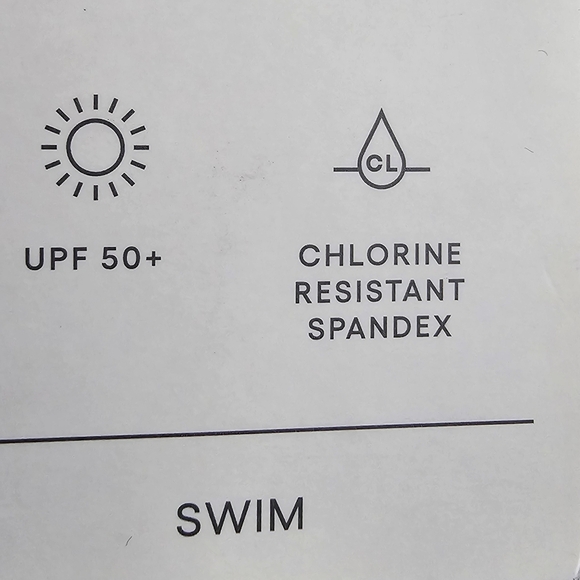 UPF 50+
CL
CHLORINE
RESISTANT
SPANDEX
SWIM